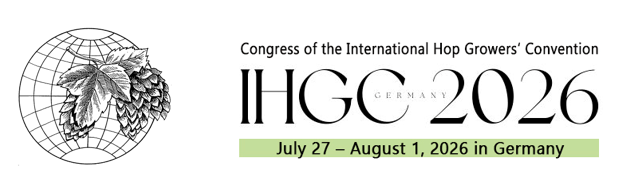 Congress of the International Hop Growers' Convention
IHGC GERMANY 2026
July 27 – August 1, 2026 in Germany